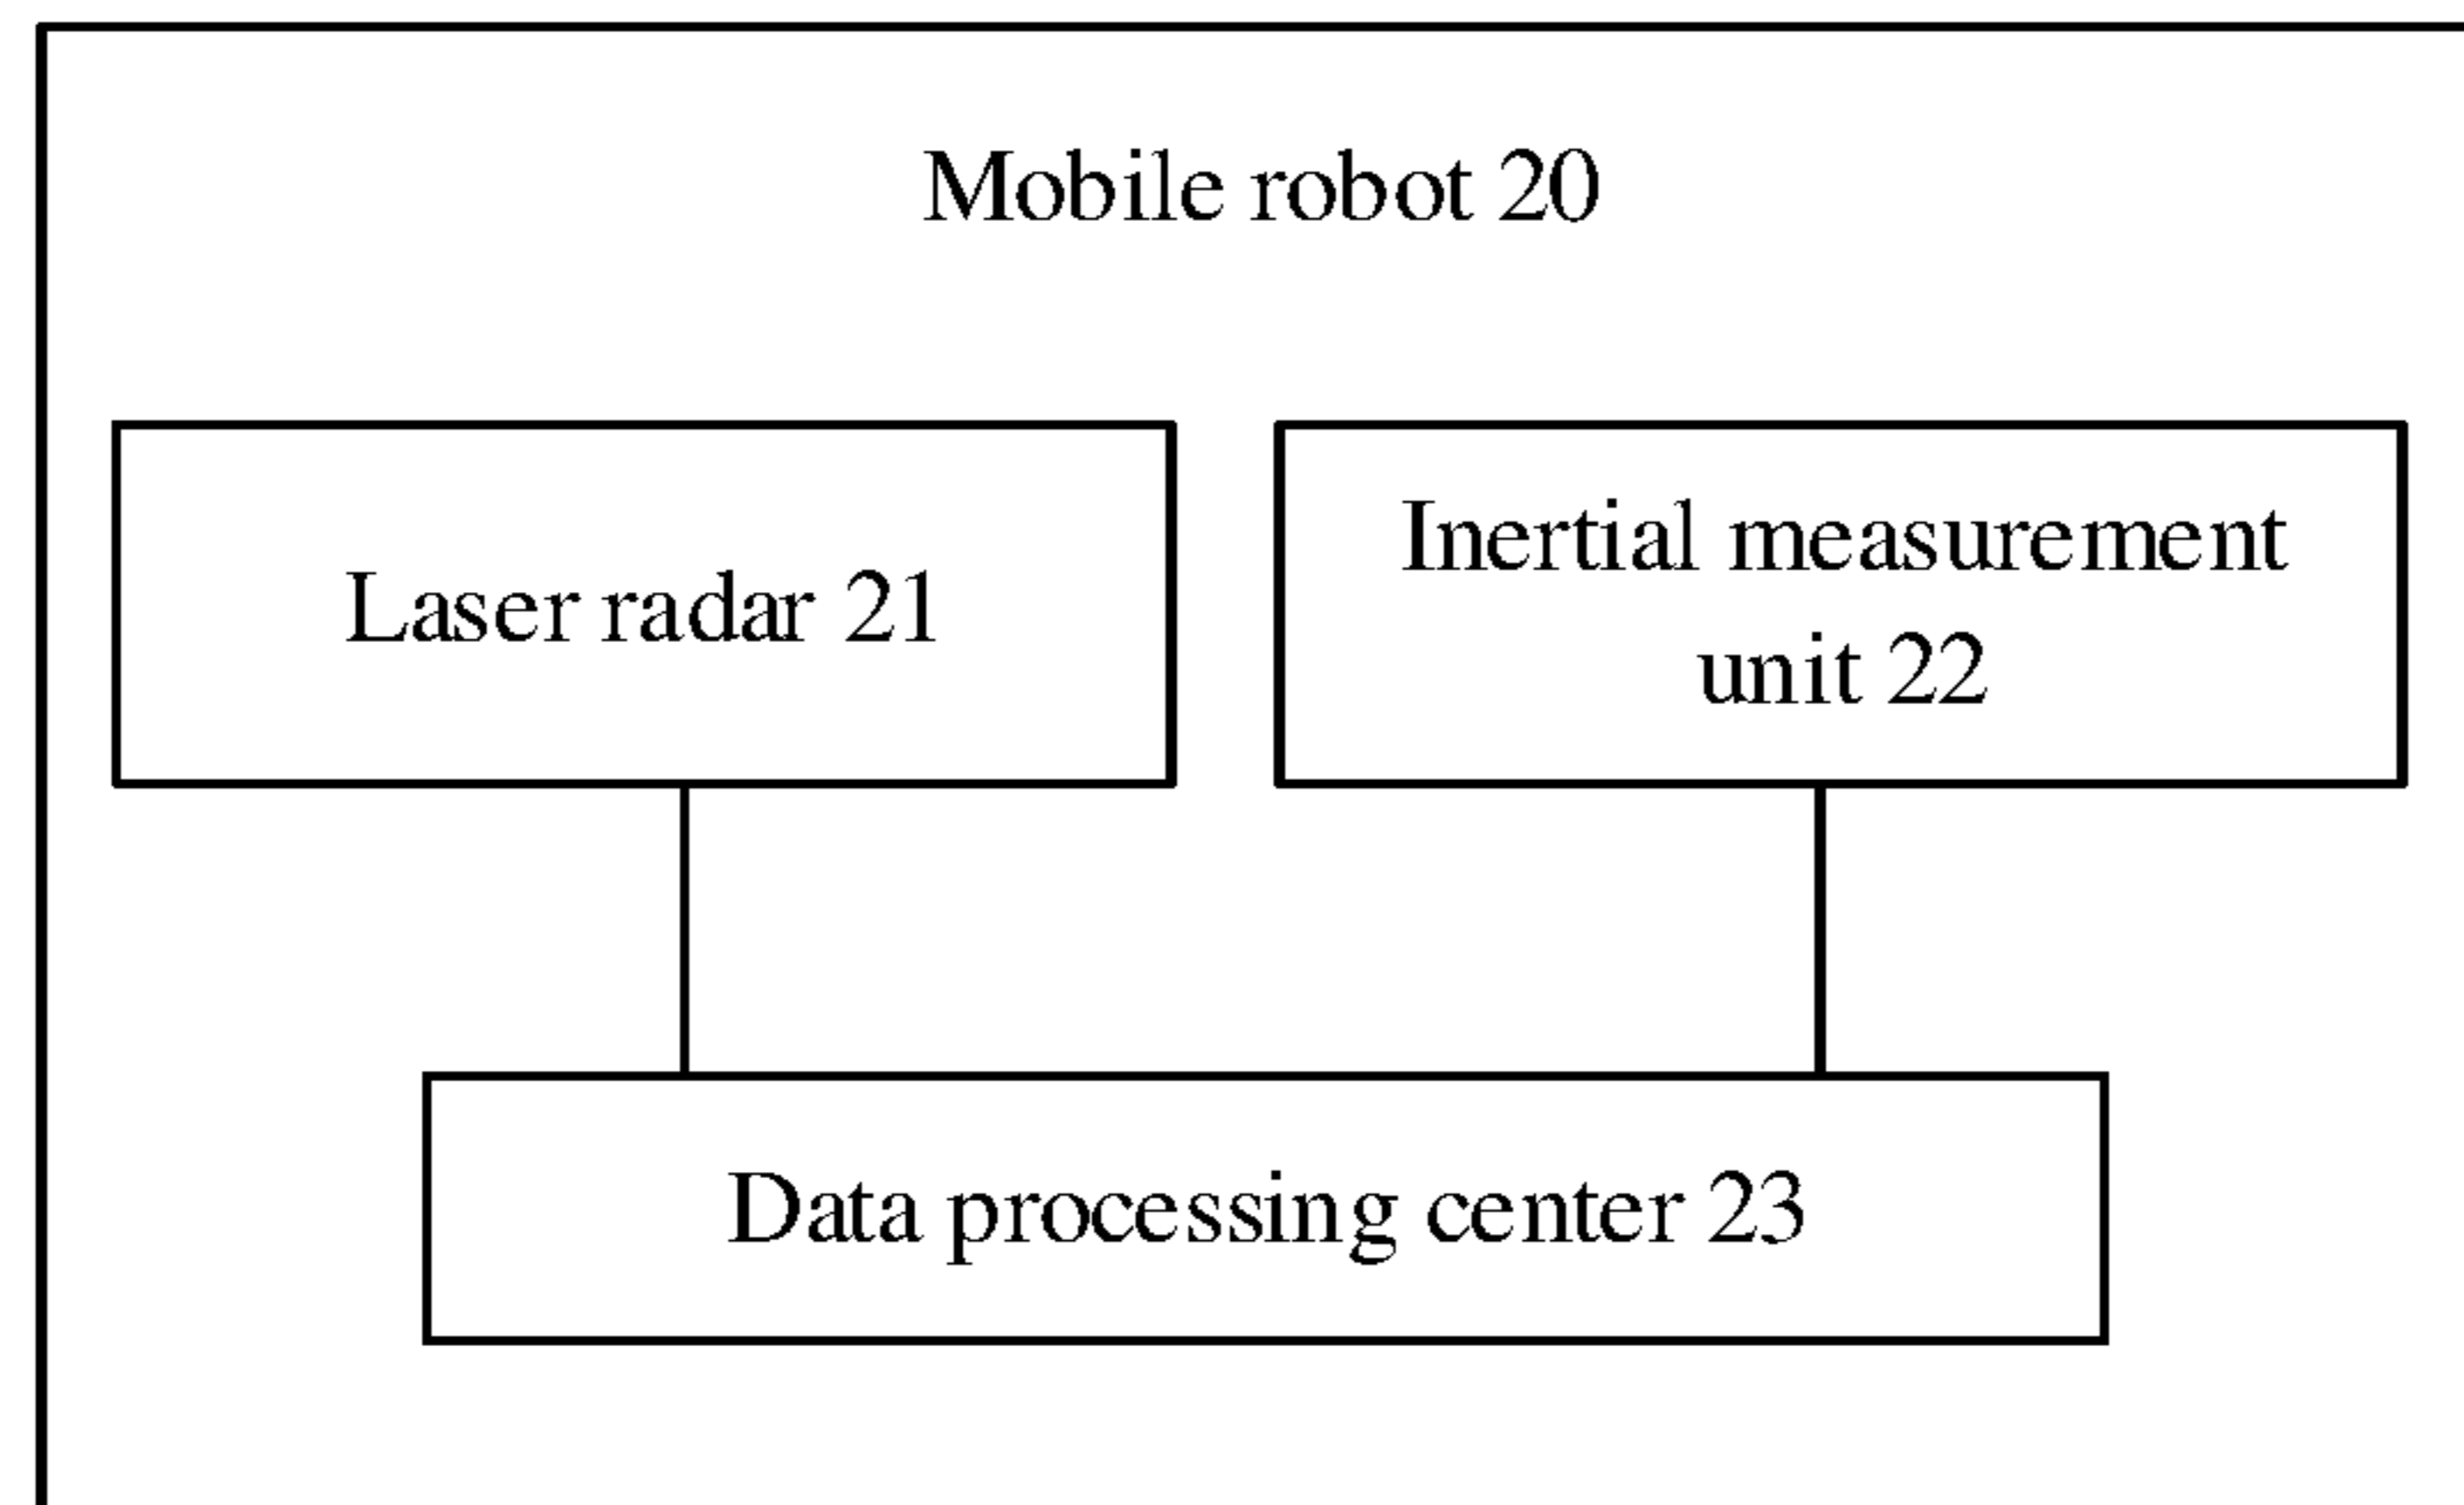 Mobile robot 20
Laser radar 21
Inertial measurement
unit 22
Data processing center 23